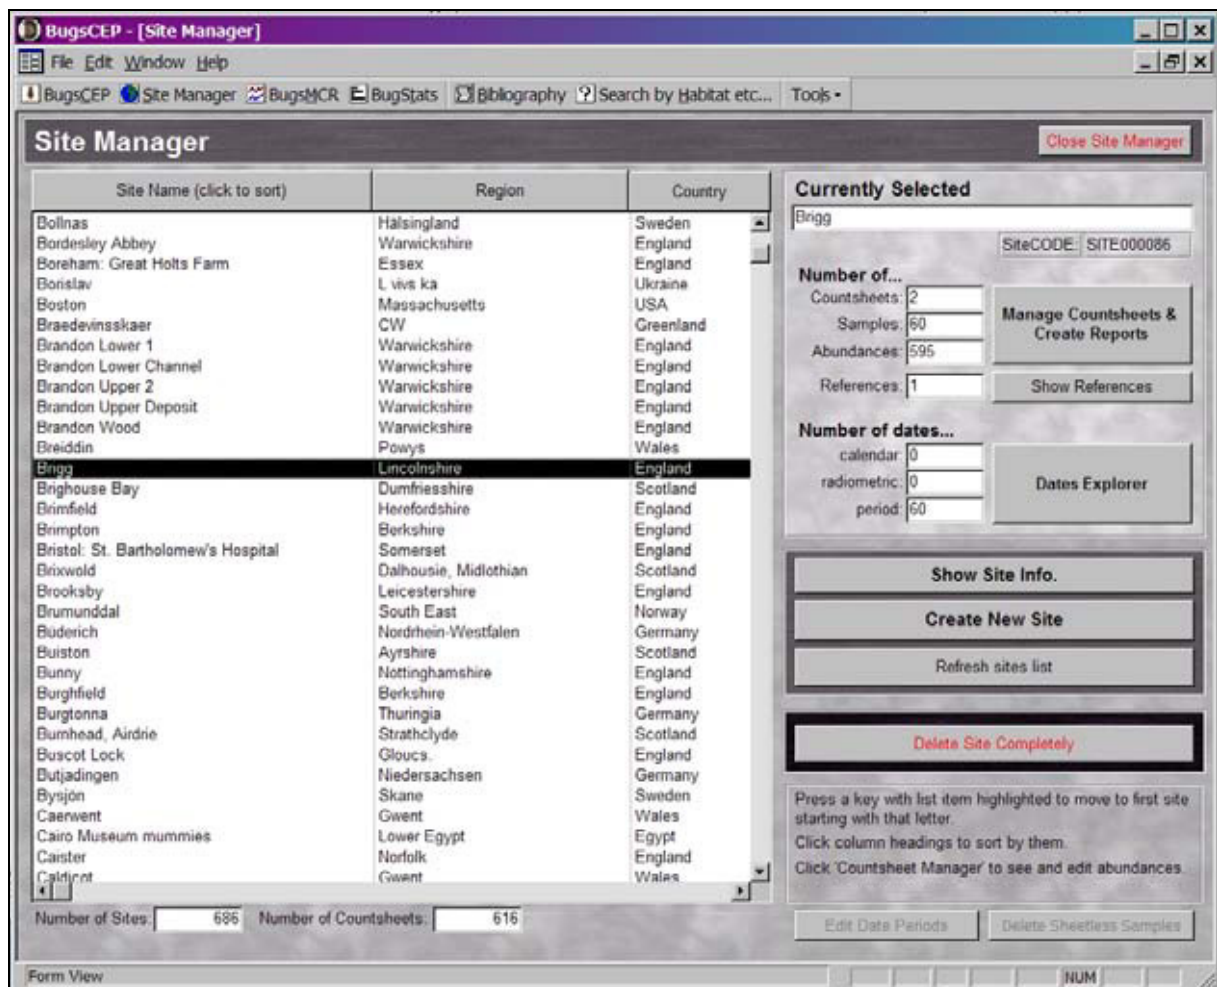 BugsCEP - [Site Manager]
File Edit Window Help
BugsCEP Site Manager BugsMCR BugStats Bibliography Search by Habitat etc... Tools
Site Manager
Close Site Manager
Site Name (click to sort) Region Country
Bollnas Hälsingland Sweden
Bordesley Abbey Warwickshire England
Boreham: Great Holts Farm Essex England
Borislav L vivs ka Ukraine
Boston Massachusetts USA
Braedevinsskaer CW Greenland
Brandon Lower 1 Warwickshire England
Brandon Lower Channel Warwickshire England
Brandon Upper 2 Warwickshire England
Brandon Upper Deposit Warwickshire England
Brandon Wood Warwickshire England
Breiddin Powys Wales
Brigg Lincolnshire England
Brighouse Bay Dumfriesshire Scotland
Brimfield Herefordshire England
Brimpton Berkshire England
Bristol: St. Bartholomew's Hospital Somerset England
Brixwold Dalhousie, Midlothian Scotland
Brooksby Leicestershire England
Brumunddal South East Norway
Büderich Nordrhein-Westfalen Germany
Buiston Ayrshire Scotland
Bunny Nottinghamshire England
Burghfield Berkshire England
Burgtonna Thuringia Germany
Burnhead, Airdrie Strathclyde Scotland
Buscot Lock Gloucs. England
Butjadingen Niedersachsen Germany
Bysjön Skane Sweden
Caerwent Gwent Wales
Cairo Museum mummies Lower Egypt Egypt
Caister Norfolk England
Caldicot Gwent Wales
Number of Sites: 686 Number of Countsheets: 616
Currently Selected
Brigg
SiteCODE: SITE000086
Number of...
Countsheets: 2
Samples: 60
Abundances: 595
References: 1
Manage Countsheets &
Create Reports
Show References
Number of dates...
calendar: 0
radiometric: 0
period: 60
Dates Explorer
Show Site Info.
Create New Site
Refresh sites list
Delete Site Completely
Press a key with list item highlighted to move to first site
starting with that letter.
Click column headings to sort by them.
Click 'Countsheet Manager' to see and edit abundances.
Edit Date Periods Delete Sheetless Samples
Form View NUM